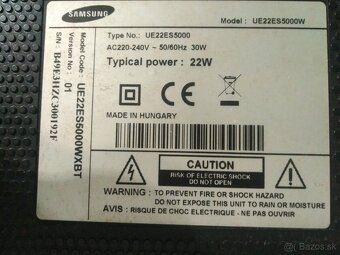 SAMSUNG
Model : UE22ES5000W
Type No.: UE22ES5000
AC220-240V ~ 50/60Hz 30W
Typical power : 22W
Model Code : UE22ES5000WXBT
Version No : 01
S/N:
CE
MADE IN HUNGARY
CAUTION
RISK OF ELECTRIC SHOCK
DO NOT OPEN
WARNING : TO PREVENT FIRE OR SHOCK HAZARD
DO NOT EXPOSE TO RAIN OR MOISTURE
AVIS : RISQUE DE CHOC ELECTRIQUE - NE PAS OUVRIR
bazos.sk